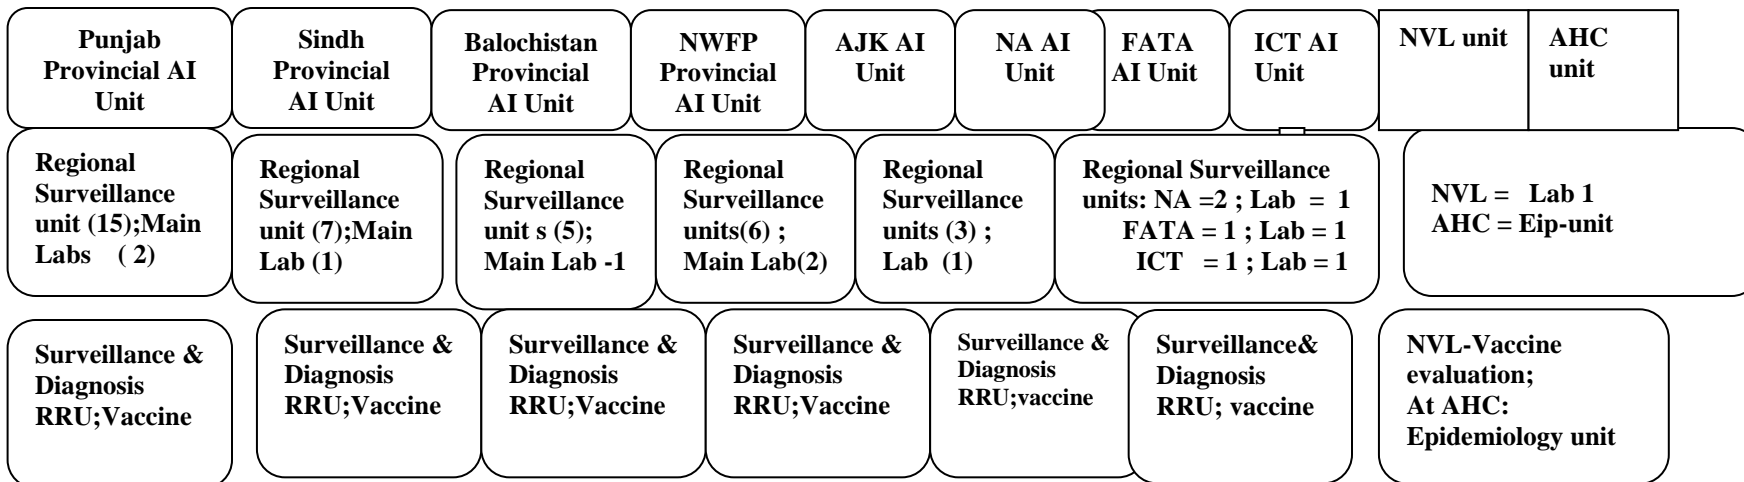 Punjab
Provincial AI
Unit
Sindh
Provincial
AI Unit
Balochistan
Provincial
AI Unit
NWFP
Provincial
AI Unit
AJK AI
Unit
NA AI
Unit
FATA
AI Unit
ICT AI
Unit
NVL unit
AHC
unit
Regional
Surveillance
unit (15);Main
Labs ( 2)
Regional
Surveillance
unit (7);Main
Lab (1)
Regional
Surveillance
unit s (5);
Main Lab -1
Regional
Surveillance
units(6) ;
Main Lab(2)
Regional
Surveillance
units (3) ;
Lab (1)
Regional Surveillance
units: NA =2 ; Lab = 1
FATA = 1 ; Lab = 1
ICT = 1 ; Lab = 1
NVL = Lab 1
AHC = Eip-unit
Surveillance &
Diagnosis
RRU;Vaccine
Surveillance &
Diagnosis
RRU;Vaccine
Surveillance &
Diagnosis
RRU;Vaccine
Surveillance &
Diagnosis
RRU;Vaccine
Surveillance &
Diagnosis
RRU;vaccine
Surveillance&
Diagnosis
RRU; vaccine
NVL-Vaccine
evaluation;
At AHC:
Epidemiology unit